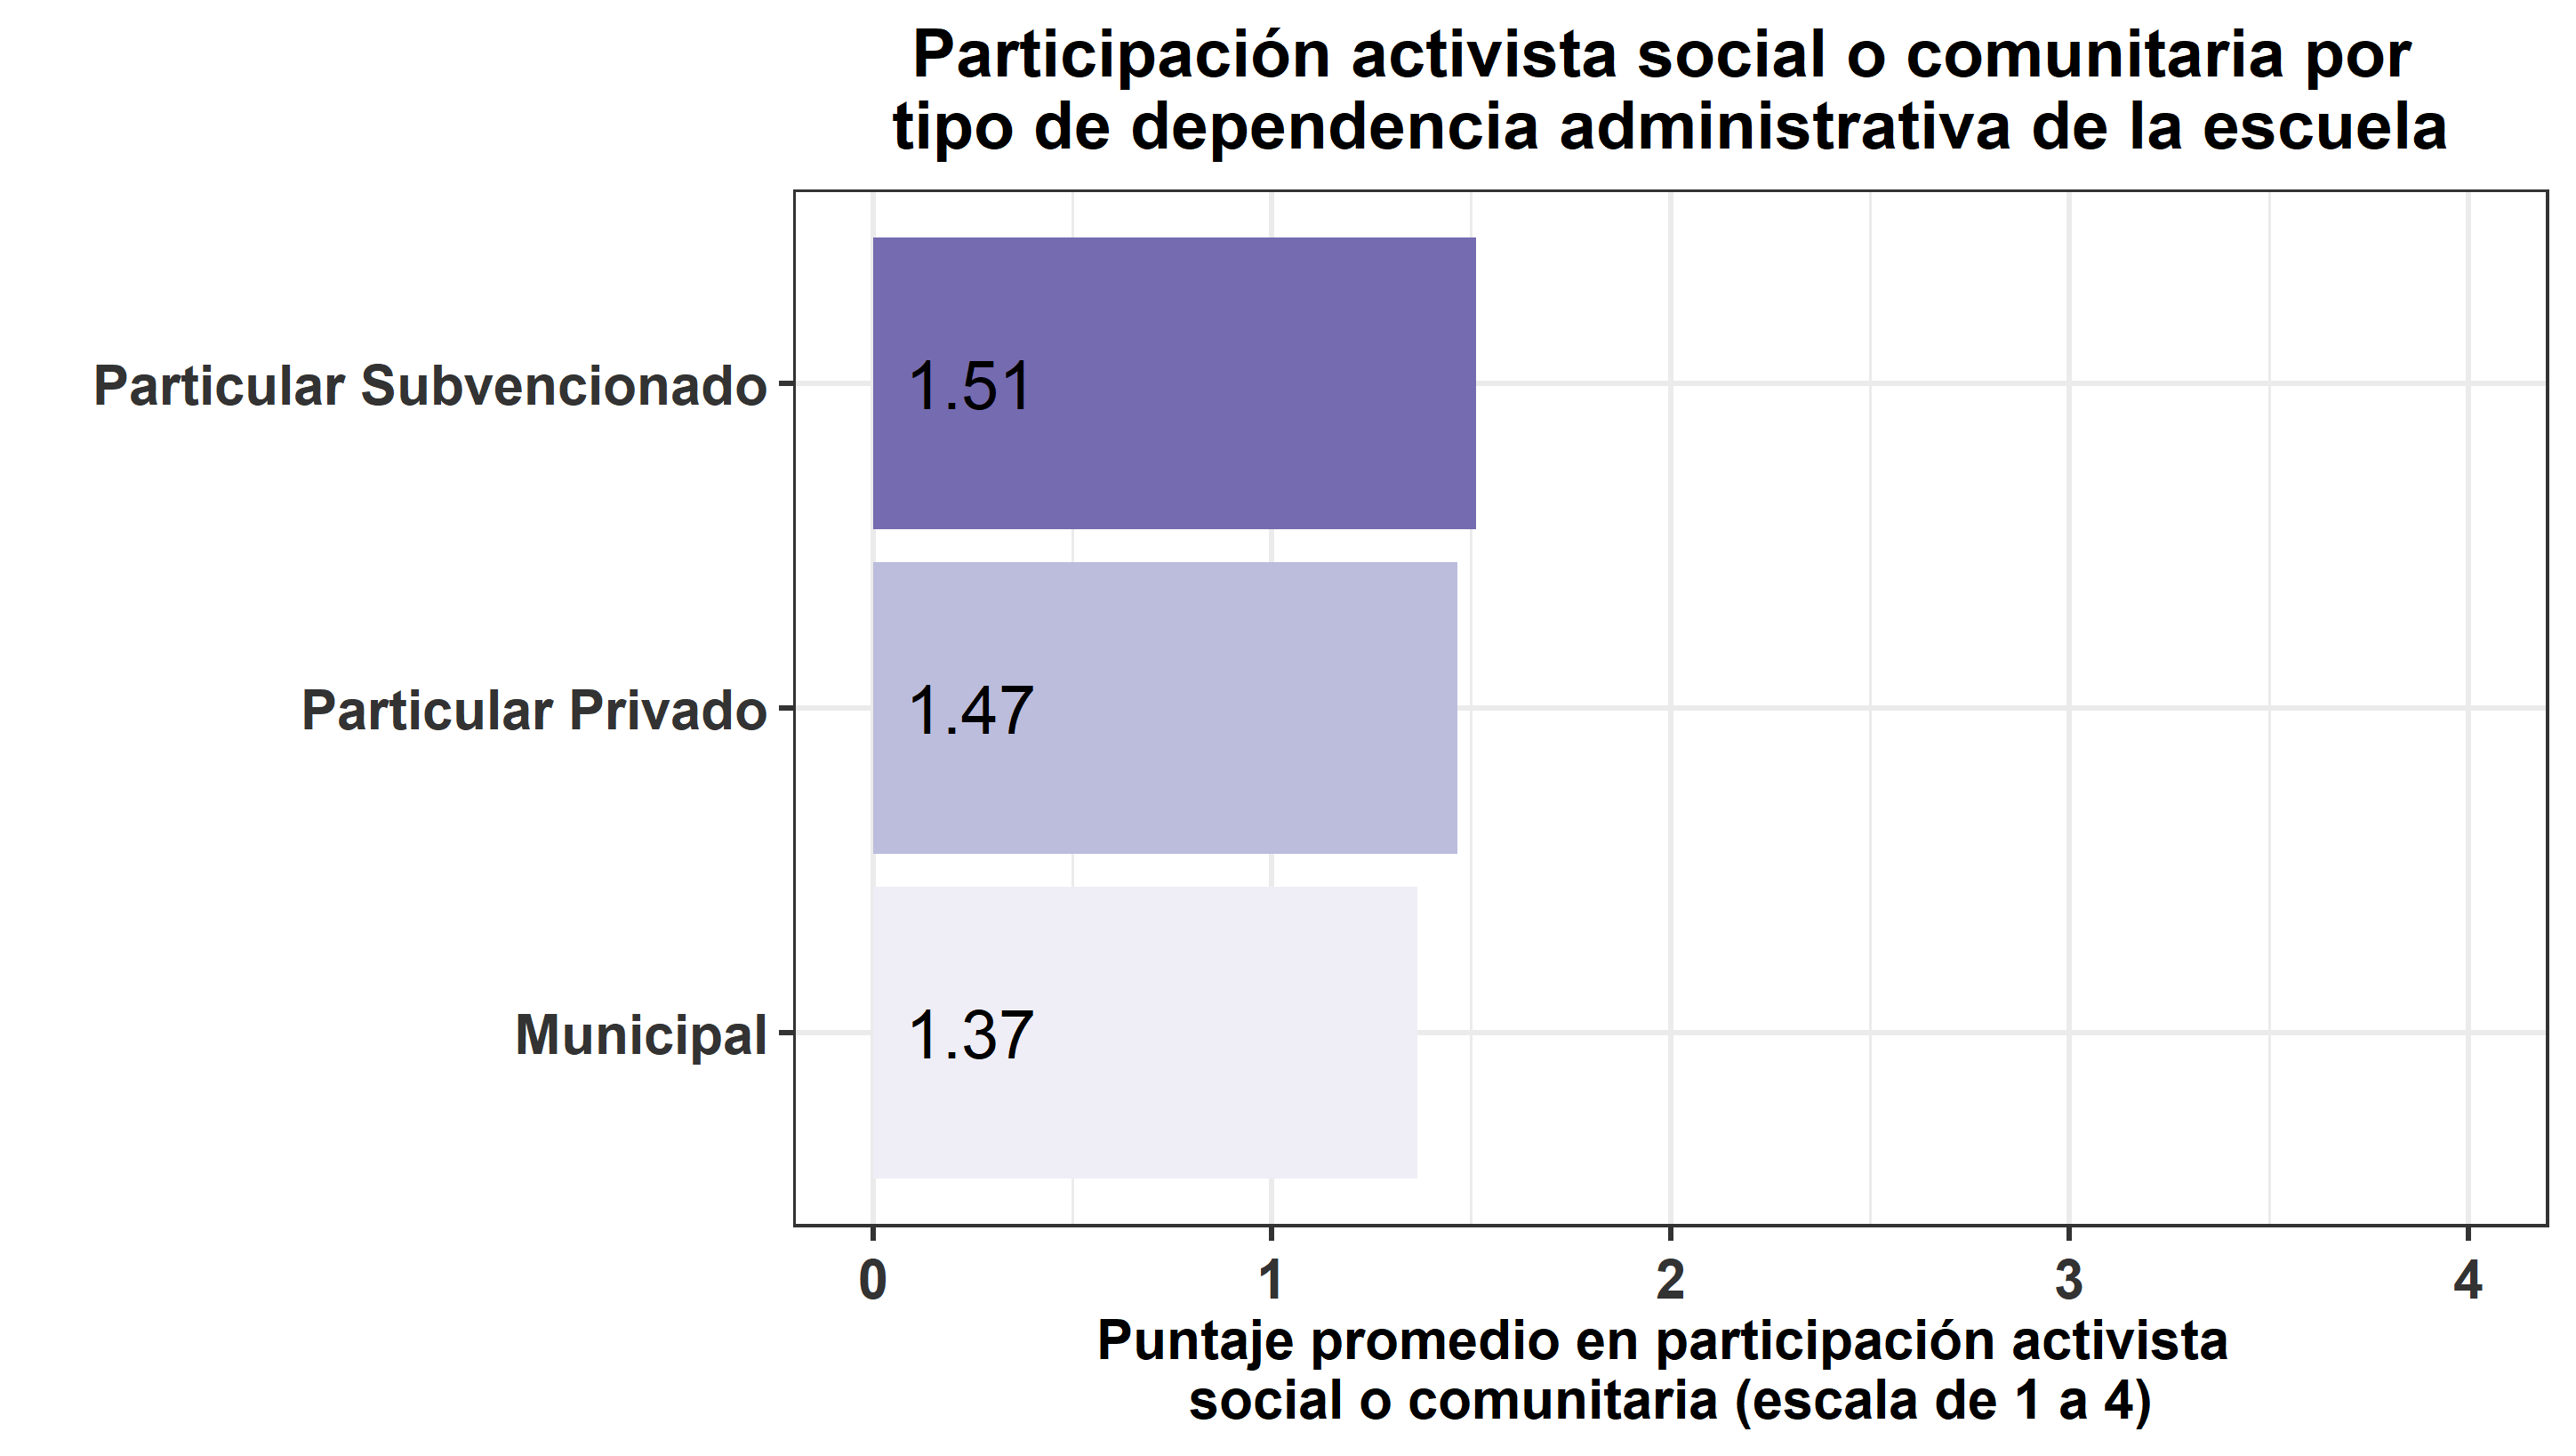 Participación activista social o comunitaria por
tipo de dependencia administrativa de la escuela
Particular Subvencionado
1.51
Particular Privado
1.47
Municipal
1.37
0 1 2 3 4
Puntaje promedio en participación activista
social o comunitaria (escala de 1 a 4)